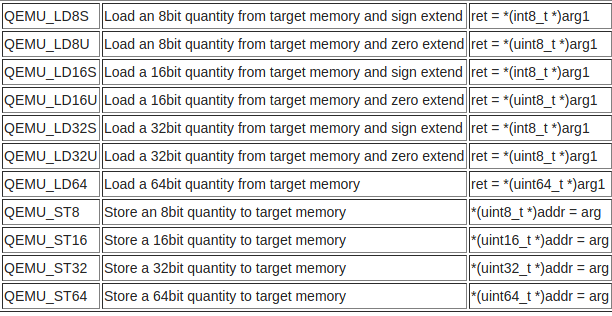 QEMU_LD8S Load an 8bit quantity from target memory and sign extend ret = *(int8_t *)arg1
QEMU_LD8U Load an 8bit quantity from target memory and zero extend ret = *(uint8_t *)arg1
QEMU_LD16S Load a 16bit quantity from target memory and sign extend ret = *(int8_t *)arg1
QEMU_LD16U Load a 16bit quantity from target memory and zero extend ret = *(uint8_t *)arg1
QEMU_LD32S Load a 32bit quantity from target memory and sign extend ret = *(int8_t *)arg1
QEMU_LD32U Load a 32bit quantity from target memory and zero extend ret = *(uint8_t *)arg1
QEMU_LD64 Load a 64bit quantity from target memory ret = *(uint64_t *)arg1
QEMU_ST8 Store an 8bit quantity to target memory *(uint8_t *)addr = arg
QEMU_ST16 Store a 16bit quantity to target memory *(uint16_t *)addr = arg
QEMU_ST32 Store a 32bit quantity to target memory *(uint32_t *)addr = arg
QEMU_ST64 Store a 64bit quantity to target memory *(uint64_t *)addr = arg